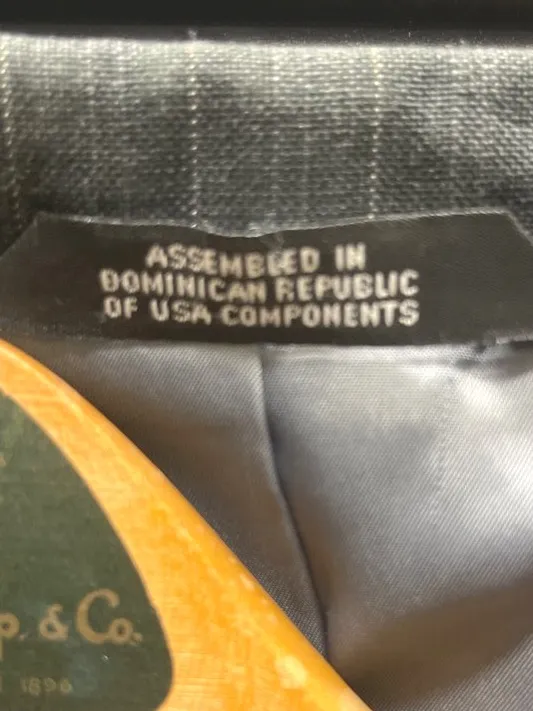 ASSEMBLED IN
DOMINICAN REPUBLIC
OF USA COMPONENTS
p. & Co.
1896